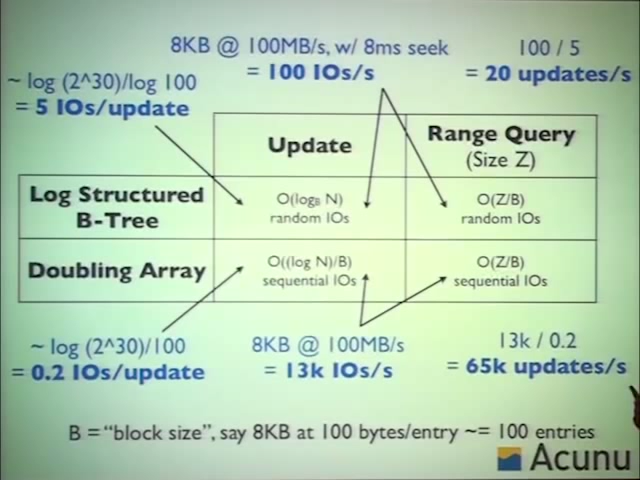 8KB @ 100MB/s, w/ 8ms seek
= 100 IOs/s
100 / 5
= 20 updates/s
~ log (2^30)/log 100
= 5 IOs/update
Update
Range Query
(Size Z)
Log Structured
B-Tree
O(logB N)
random IOs
O(Z/B)
random IOs
Doubling Array
O((log N)/B)
sequential IOs
O(Z/B)
sequential IOs
~ log (2^30)/100
= 0.2 IOs/update
8KB @ 100MB/s
= 13k IOs/s
13k / 0.2
= 65k updates/s
B = “block size”, say 8KB at 100 bytes/entry ~= 100 entries
Acunu